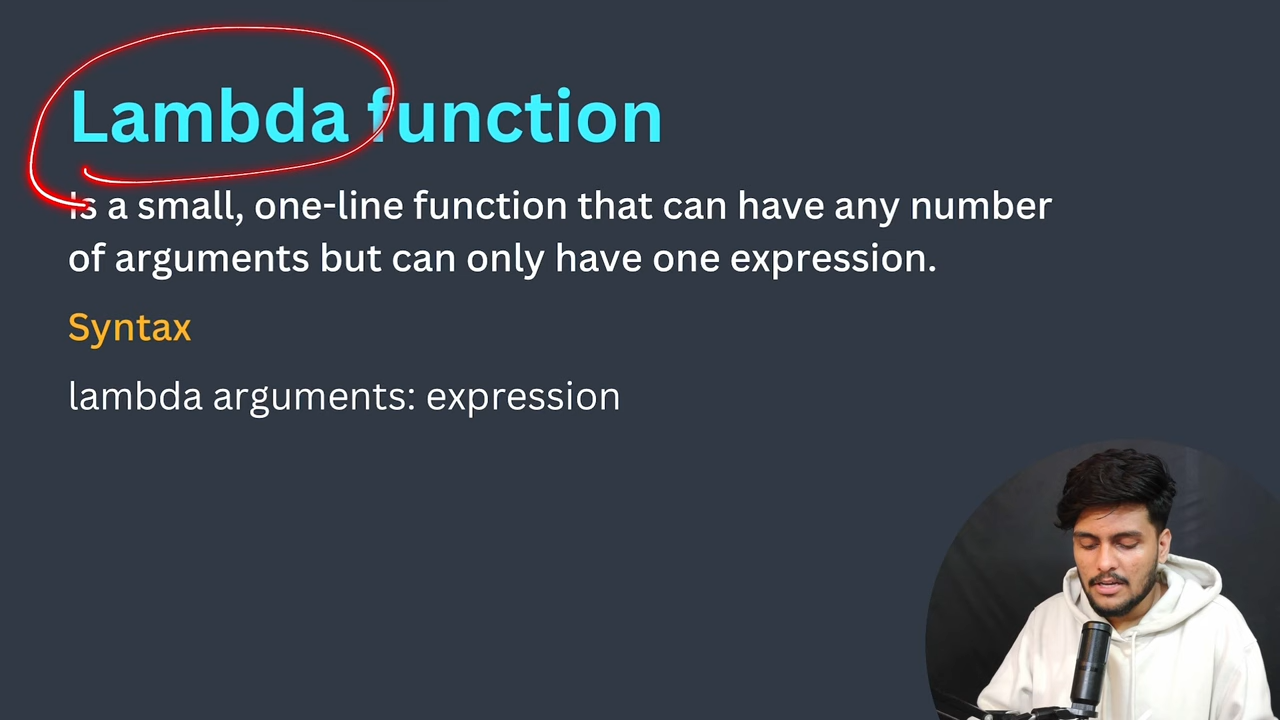 Lambda function
Is a small, one-line function that can have any number
of arguments but can only have one expression.
Syntax
lambda arguments: expression